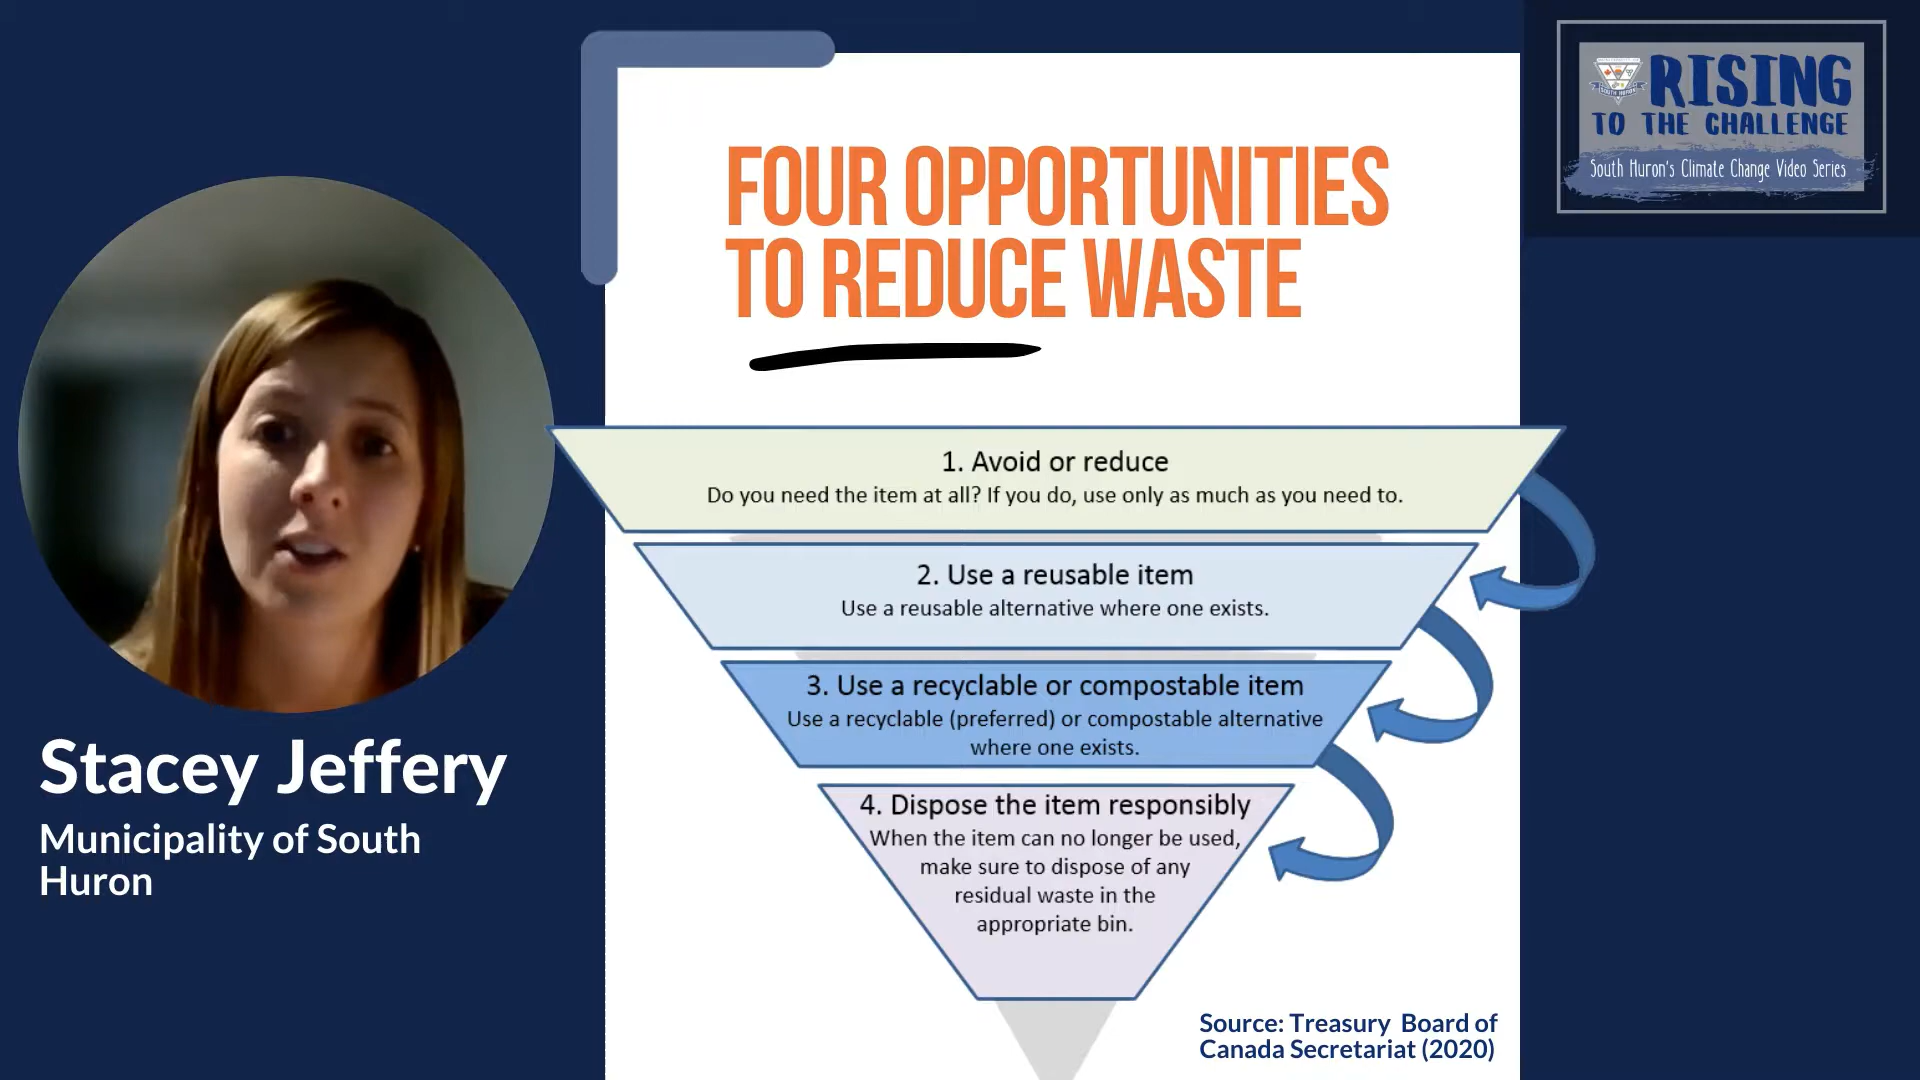 RISING
TO THE CHALLENGE
South Huron's Climate Change Video Series
FOUR OPPORTUNITIES
TO REDUCE WASTE
1. Avoid or reduce
Do you need the item at all? If you do, use only as much as you need to.
2. Use a reusable item
Use a reusable alternative where one exists.
3. Use a recyclable or compostable item
Use a recyclable (preferred) or compostable alternative
where one exists.
4. Dispose the item responsibly
When the item can no longer be used,
make sure to dispose of any
residual waste in the
appropriate bin.
Stacey Jeffery
Municipality of South
Huron
Source: Treasury Board of
Canada Secretariat (2020)